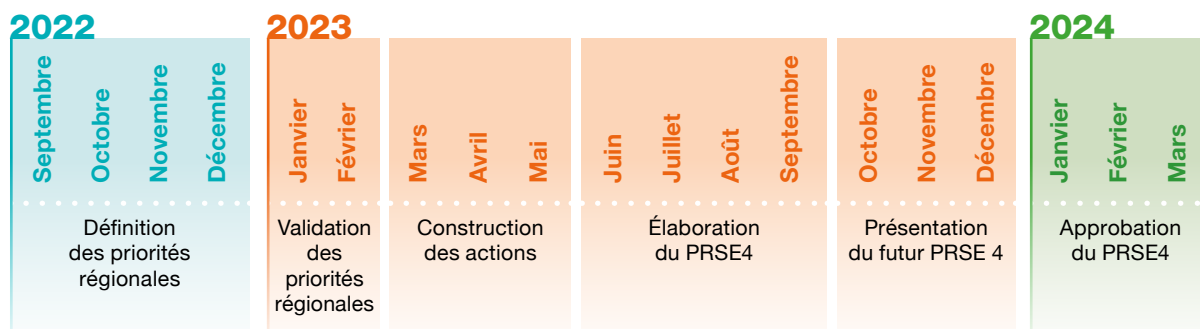 2022
2023
2024
Septembre
Octobre
Novembre
Décembre
Janvier
Février
Mars
Avril
Mai
Juin
Juillet
Août
Septembre
Octobre
Novembre
Décembre
Janvier
Février
Mars
Définition
des priorités
régionales
Validation
des
priorités
régionales
Construction
des actions
Élaboration
du PRSE4
Présentation
du futur PRSE 4
Approbation
du PRSE4